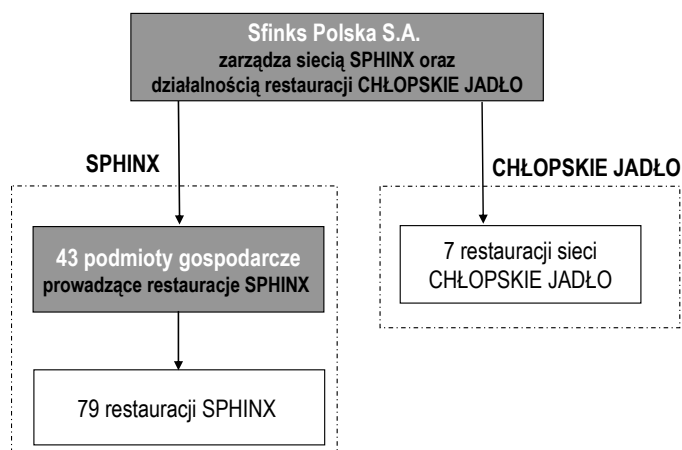 Sfinks Polska S.A.
zarządza siecią SPHINX oraz
działalnością restauracji CHŁOPSKIE JADŁO
SPHINX
CHŁOPSKIE JADŁO
43 podmioty gospodarcze
prowadzące restauracje SPHINX
7 restauracji sieci
CHŁOPSKIE JADŁO
79 restauracji SPHINX